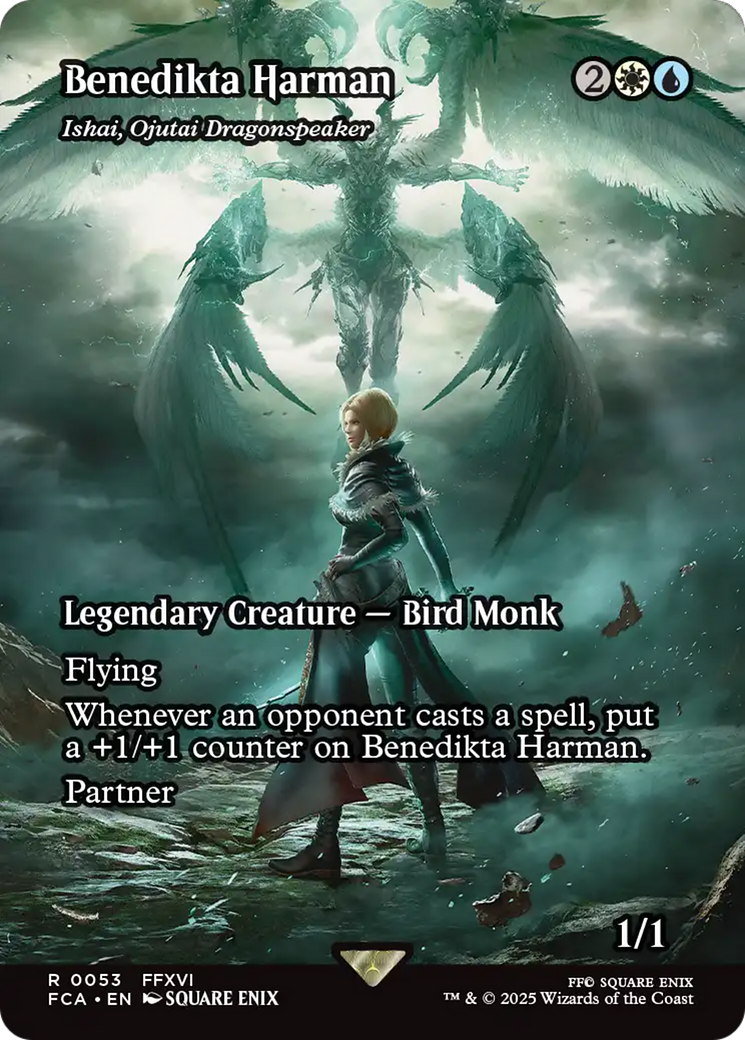 Benedikta Harman 2
Ishai, Ojutai Dragonspeaker
Legendary Creature — Bird Monk
Flying
Whenever an opponent casts a spell, put
a +1/+1 counter on Benedikta Harman.
Partner
1/1
R 0053 FFXVI
FCA • EN SQUARE ENIX
FF© SQUARE ENIX
™ & © 2025 Wizards of the Coast